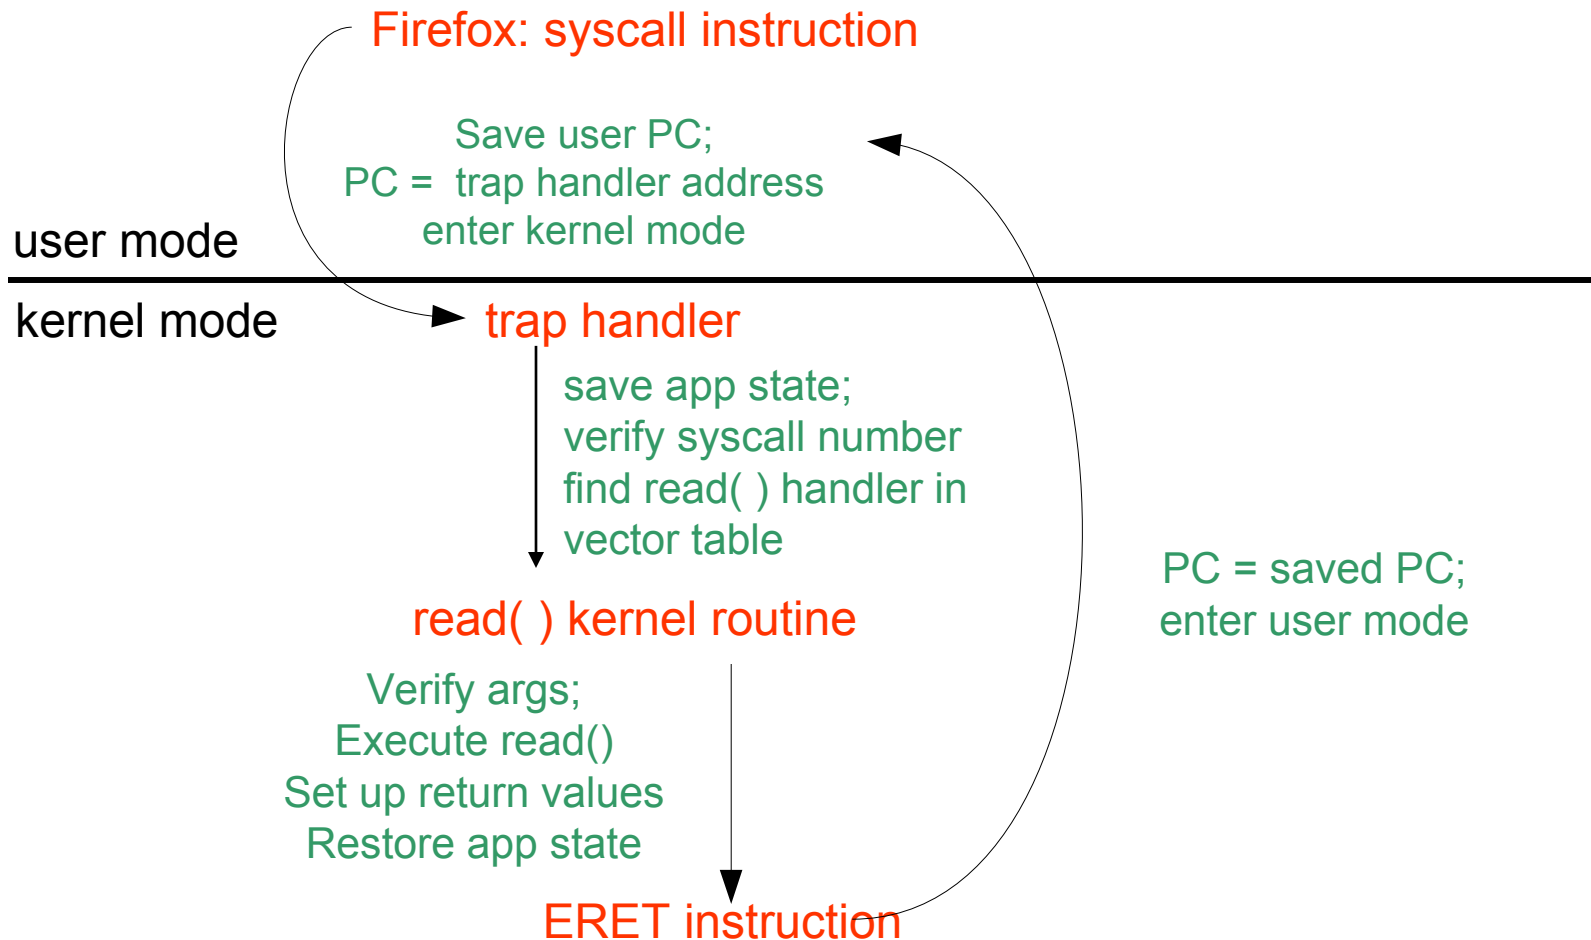 Firefox: syscall instruction
Save user PC;
PC = trap handler address
enter kernel mode
user mode
kernel mode
trap handler
save app state;
verify syscall number
find read( ) handler in
vector table
PC = saved PC;
enter user mode
read( ) kernel routine
Verify args;
Execute read()
Set up return values
Restore app state
ERET instruction